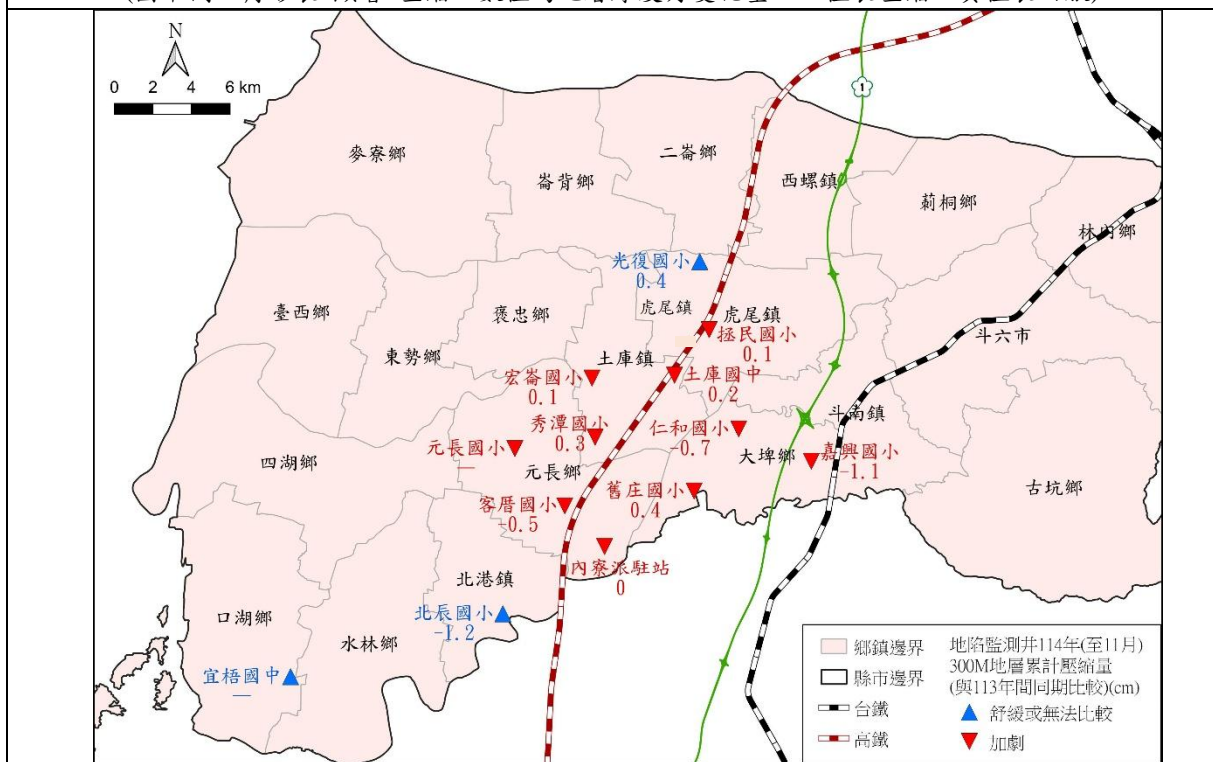 N
0 2 4 6 km
1
麥寮鄉
崙背鄉
二崙鄉
西螺鎮
莿桐鄉
林內鄉
光復國小
0.4
臺西鄉
褒忠鄉
東勢鄉
虎尾鎮
虎尾鎮
拯民國小
0.1
斗六市
土庫鎮
宏崙國小
0.1
土庫國中
0.2
斗南鎮
秀潭國小
0.3
仁和國小
-0.7
元長國小
—
大埤鄉
嘉興國小
-1.1
四湖鄉
元長鄉
古坑鄉
客厝國小
-0.5
舊庄國小
0.4
內寮派駐站
0
北港鎮
北辰國小
-1.2
口湖鄉
水林鄉
宜梧國中
—
鄉鎮邊界
縣市邊界
台鐵
高鐵
地陷監測井114年(至11月)
300M地層累計壓縮量
(與113年間同期比較)(cm)
舒緩或無法比較
加劇